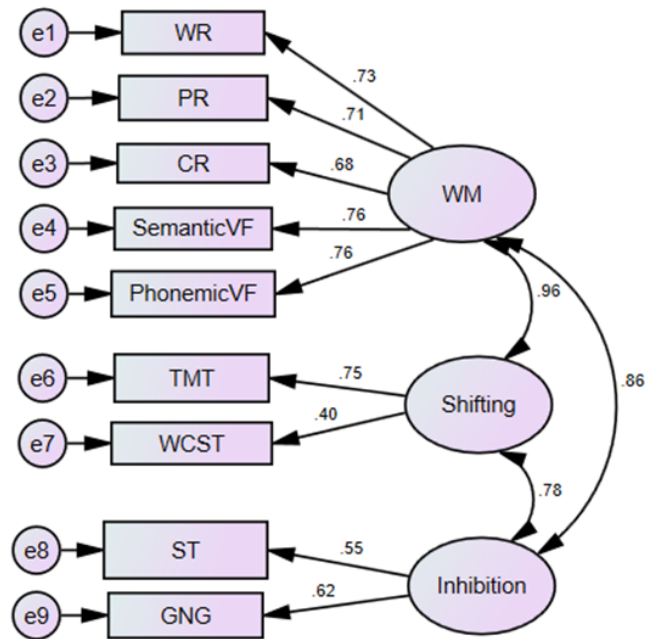 e1 WR
.73
e2 PR
.71
e3 CR
.68
WM
e4 SemanticVF
.76
e5 PhonemicVF
.76
.96
.86
e6 TMT
.75
Shifting
e7 WCST
.40
.78
e8 ST
.55
Inhibition
e9 GNG
.62